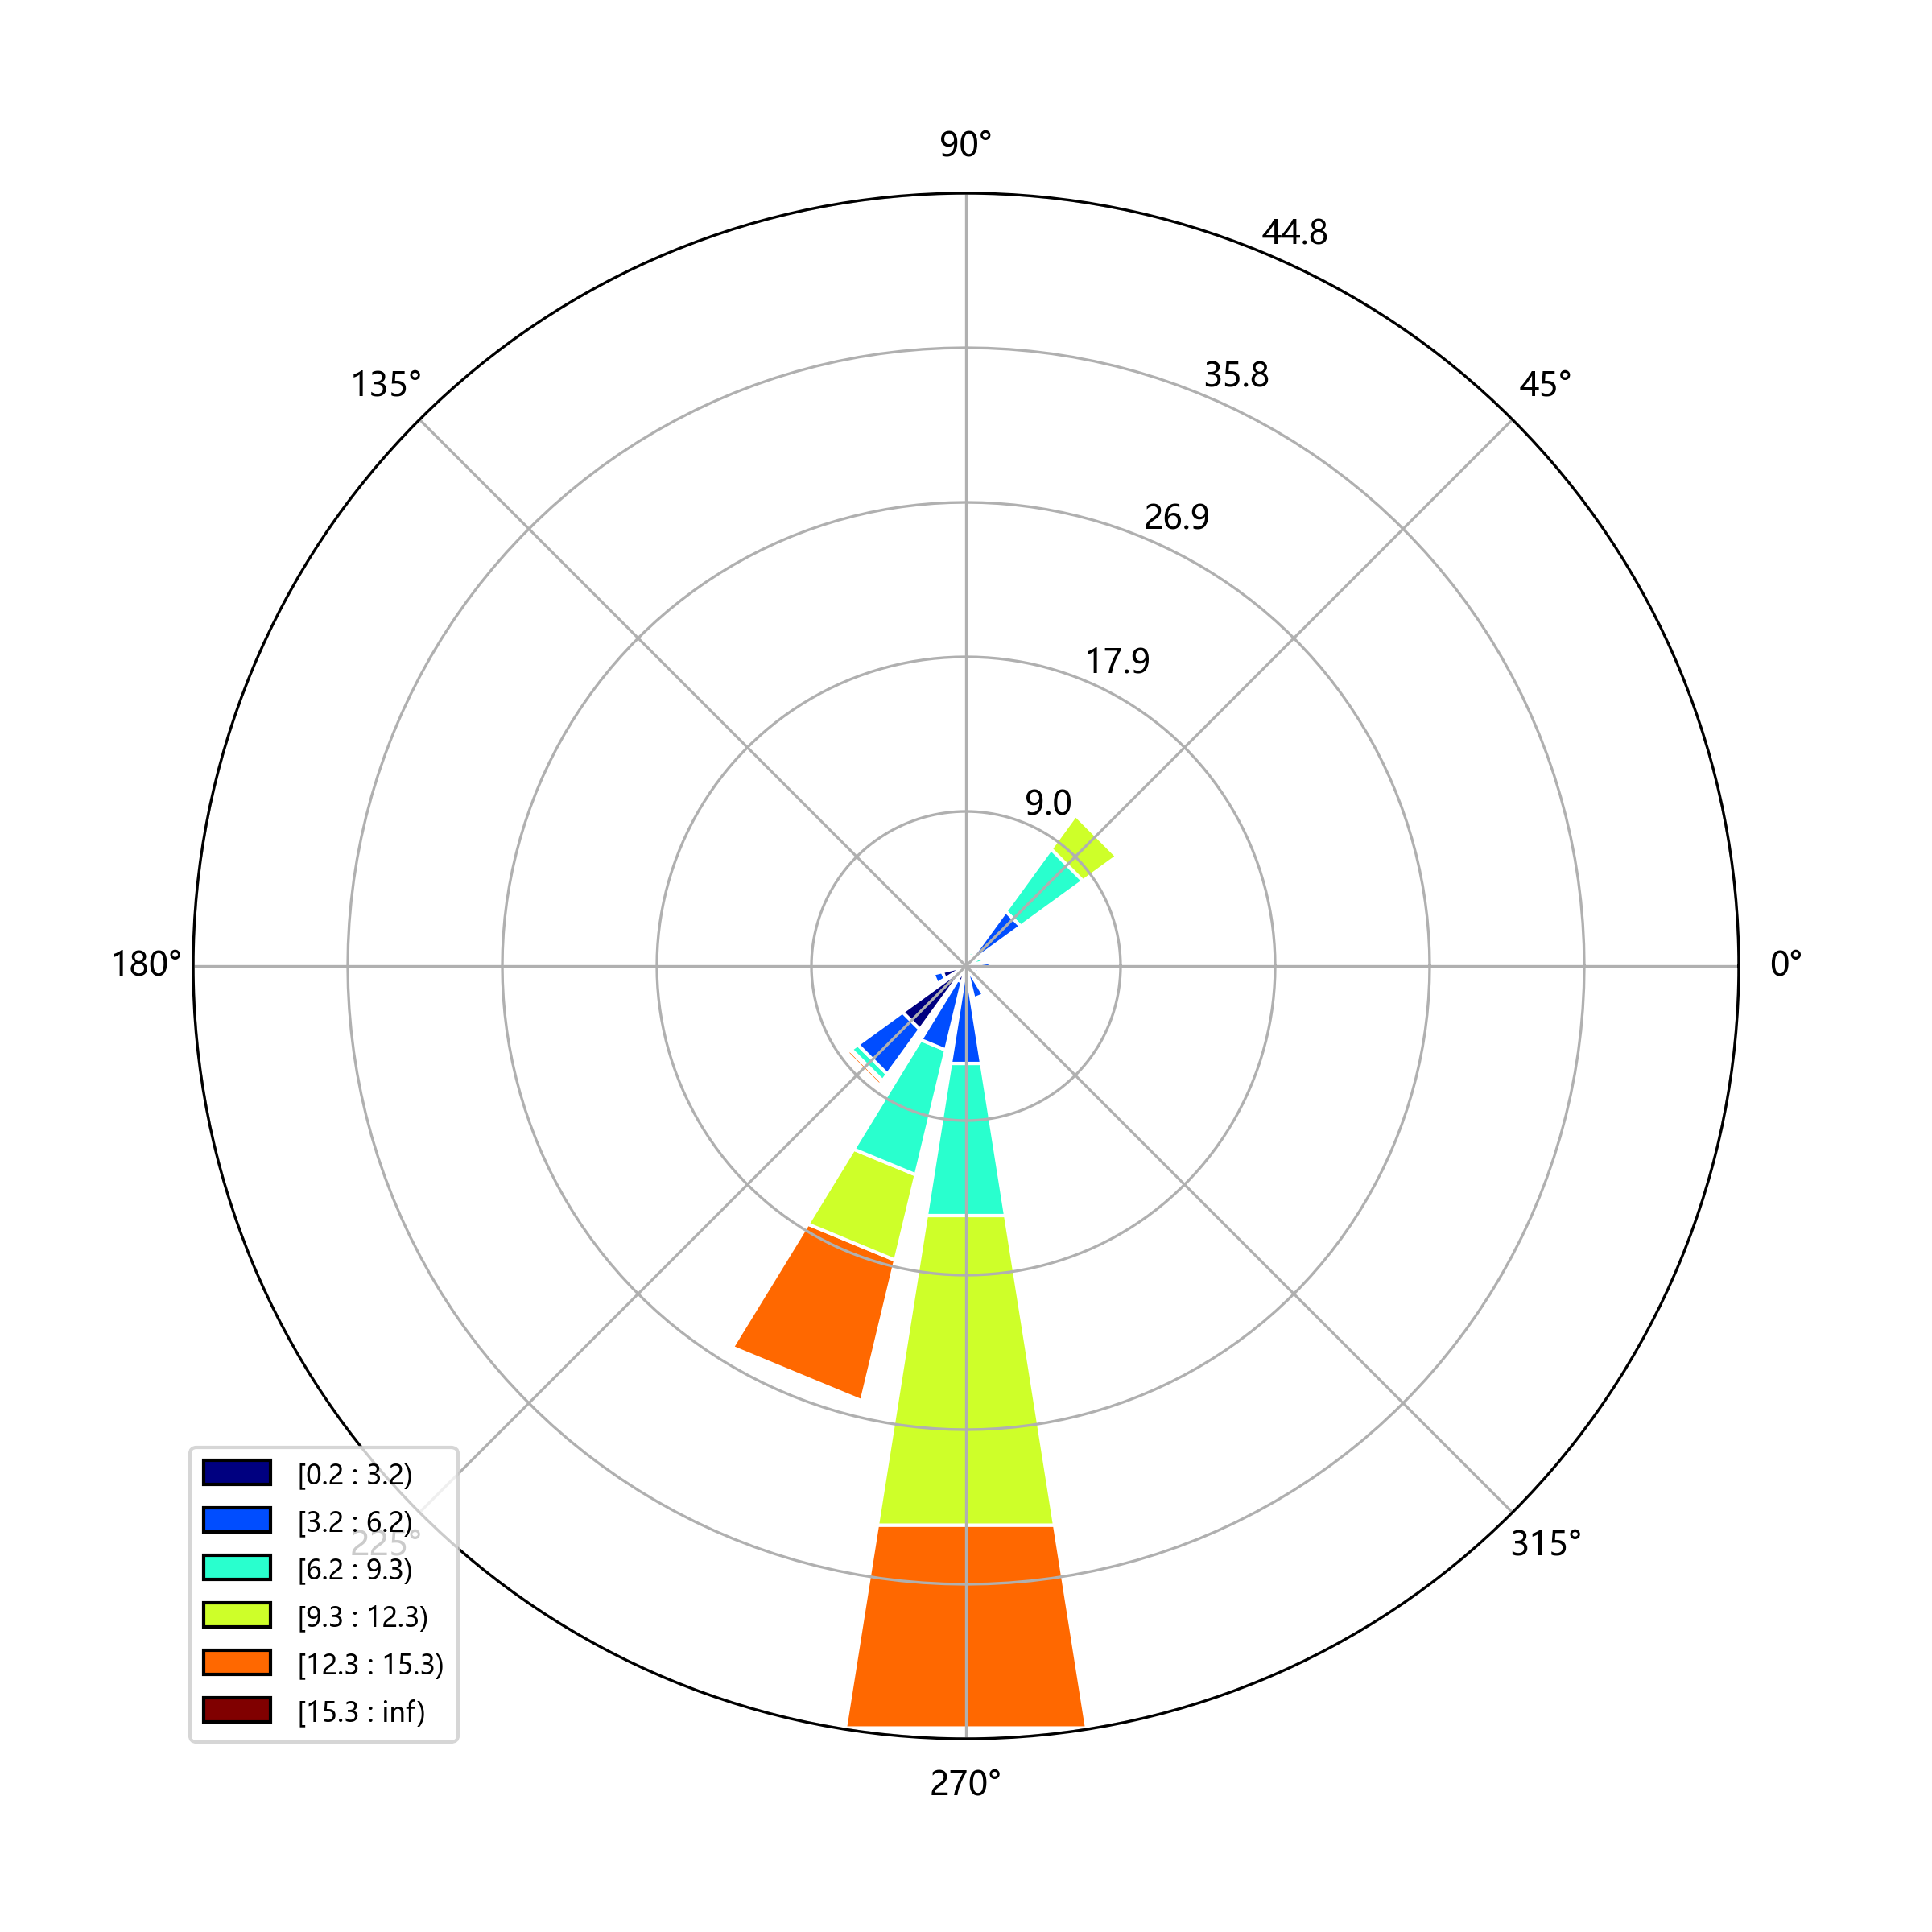 90°
44.8
135°
35.8
45°
26.9
17.9
9.0
180°
0°
[0.2 : 3.2)
[3.2 : 6.2)
225°
315°
[6.2 : 9.3)
[9.3 : 12.3)
[12.3 : 15.3)
[15.3 : inf)
270°